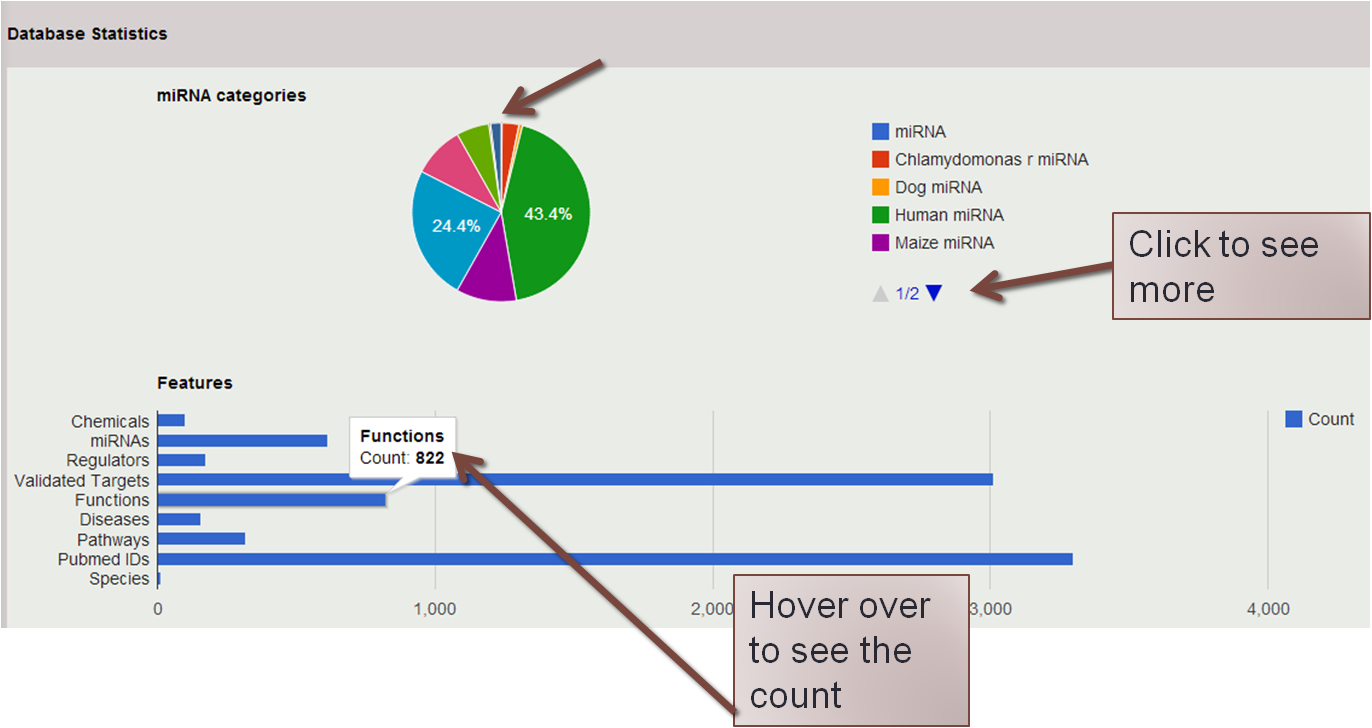 Database Statistics
miRNA categories
43.4%
24.4%
miRNA
Chlamydomonas r miRNA
Dog miRNA
Human miRNA
Maize miRNA
1/2
Click to see
more
Features
Chemicals
miRNAs
Regulators
Validated Targets
Functions
Diseases
Pathways
Pubmed IDs
Species
Functions
Count: 822
Count
0
1,000
2,000
3,000
4,000
Hover over
to see the
count